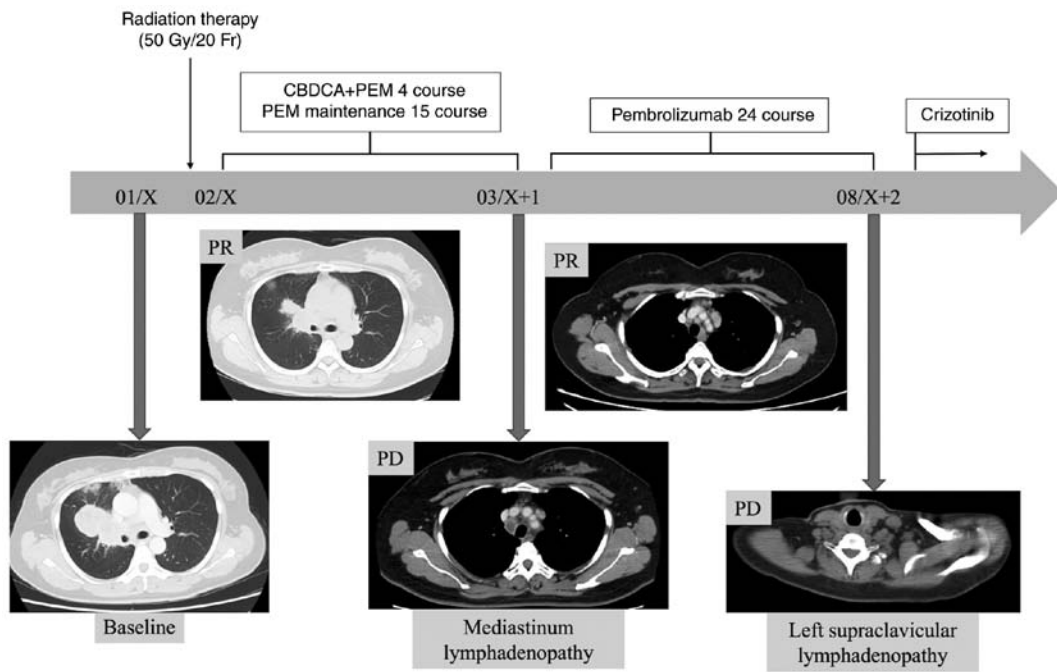 Radiation therapy
(50 Gy/20 Fr)
CBDCA+PEM 4 course
PEM maintenance 15 course
Pembrolizumab 24 course
Crizotinib
01/X
02/X
03/X+1
08/X+2
PR
PR
PD
PD
Baseline
Mediastinum
lymphadenopathy
Left supraclavicular
lymphadenopathy